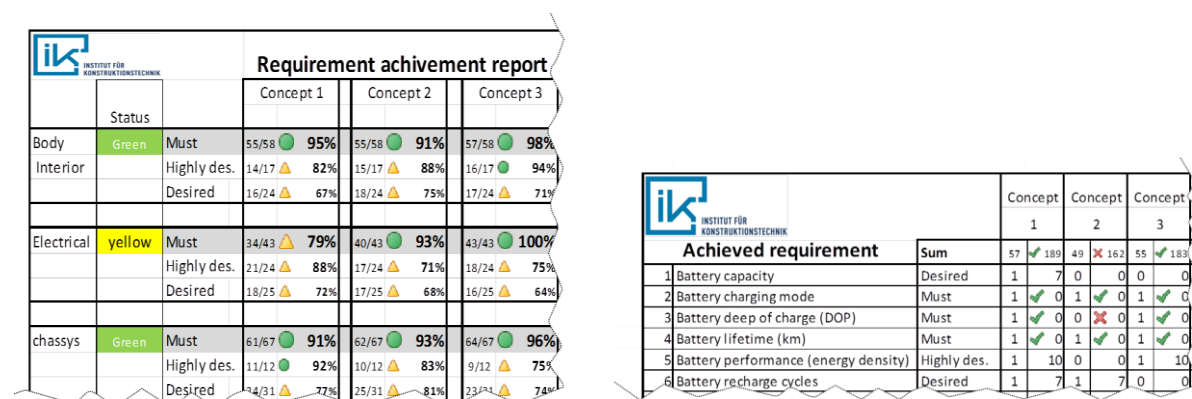 ik INSTITUT FÜR
KONSTRUKTIONSTECHNIK
Requirement achivement report
Concept 1 Concept 2 Concept 3
Status
Body Green Must 55/58 95% 55/58 91% 57/58 98%
Interior Highly des. 14/17 82% 15/17 88% 16/17 94%
Desired 16/24 67% 18/24 75% 17/24 71%
Electrical yellow Must 34/43 79% 40/43 93% 43/43 100%
Highly des. 21/24 88% 17/24 71% 18/24 75%
Desired 18/25 72% 17/25 68% 16/25 64%
chassys Green Must 61/67 91% 62/67 93% 64/67 96%
Highly des. 11/12 92% 10/12 83% 9/12 75%
Desired 24/31 77% 25/31 81% 23/31 74%
ik INSTITUT FÜR
KONSTRUKTIONSTECHNIK
Concept Concept Concept
1 2 3
Achieved requirement Sum 57 189 49 162 55 183
1 Battery capacity Desired 1 7 0 0 0 0
2 Battery charging mode Must 1 0 1 0 1 0
3 Battery deep of charge (DOP) Must 1 0 0 0 1 0
4 Battery lifetime (km) Must 1 0 1 0 1 0
5 Battery performance (energy density) Highly des. 1 10 0 0 1 10
6 Battery recharge cycles Desired 1 7 1 7 0 0